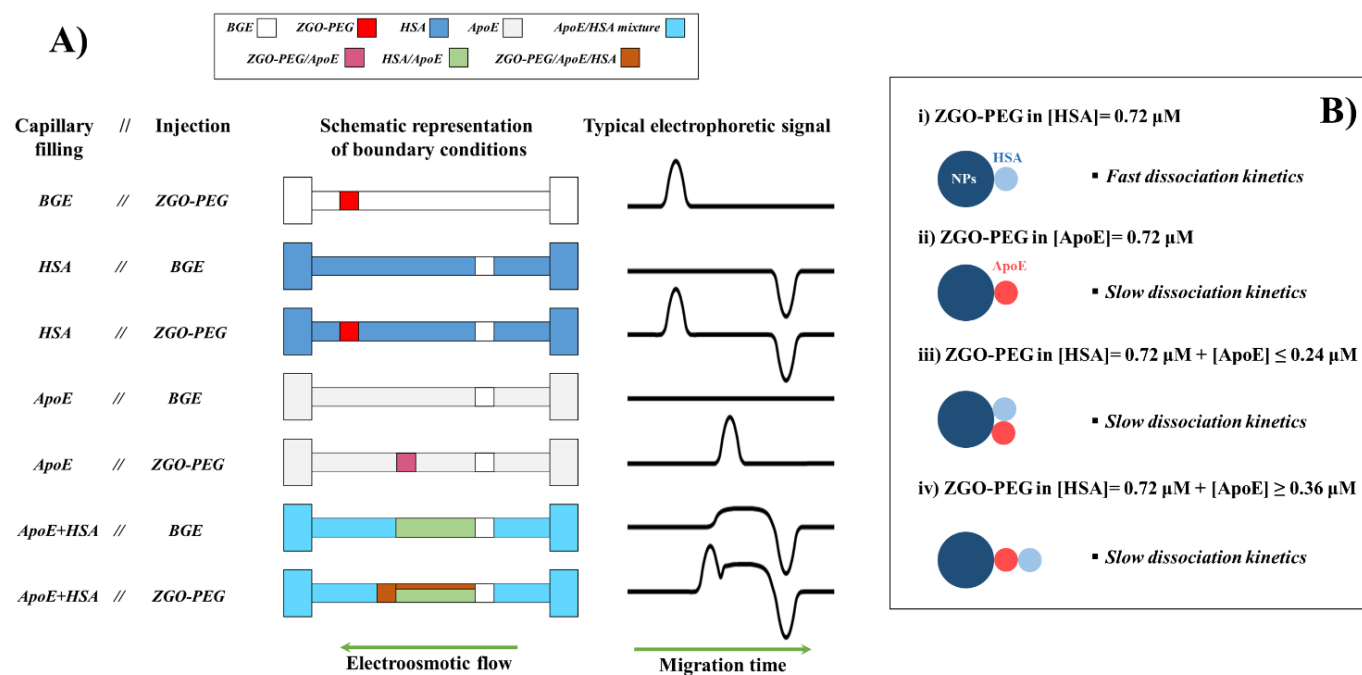 A)
BGE ZGO-PEG HSA ApoE ApoE/HSA mixture
ZGO-PEG/ApoE HSA/ApoE ZGO-PEG/ApoE/HSA
Capillary // Injection
filling
Schematic representation
of boundary conditions
Typical electrophoretic signal
BGE // ZGO-PEG
HSA // BGE
HSA // ZGO-PEG
ApoE // BGE
ApoE // ZGO-PEG
ApoE+HSA // BGE
ApoE+HSA // ZGO-PEG
Electroosmotic flow
Migration time
B)
i) ZGO-PEG in [HSA]= 0.72 μM
HSA
NPs
▪ Fast dissociation kinetics
ii) ZGO-PEG in [ApoE]= 0.72 μM
ApoE
▪ Slow dissociation kinetics
iii) ZGO-PEG in [HSA]= 0.72 μM + [ApoE] ≤ 0.24 μM
▪ Slow dissociation kinetics
iv) ZGO-PEG in [HSA]= 0.72 μM + [ApoE] ≥ 0.36 μM
▪ Slow dissociation kinetics